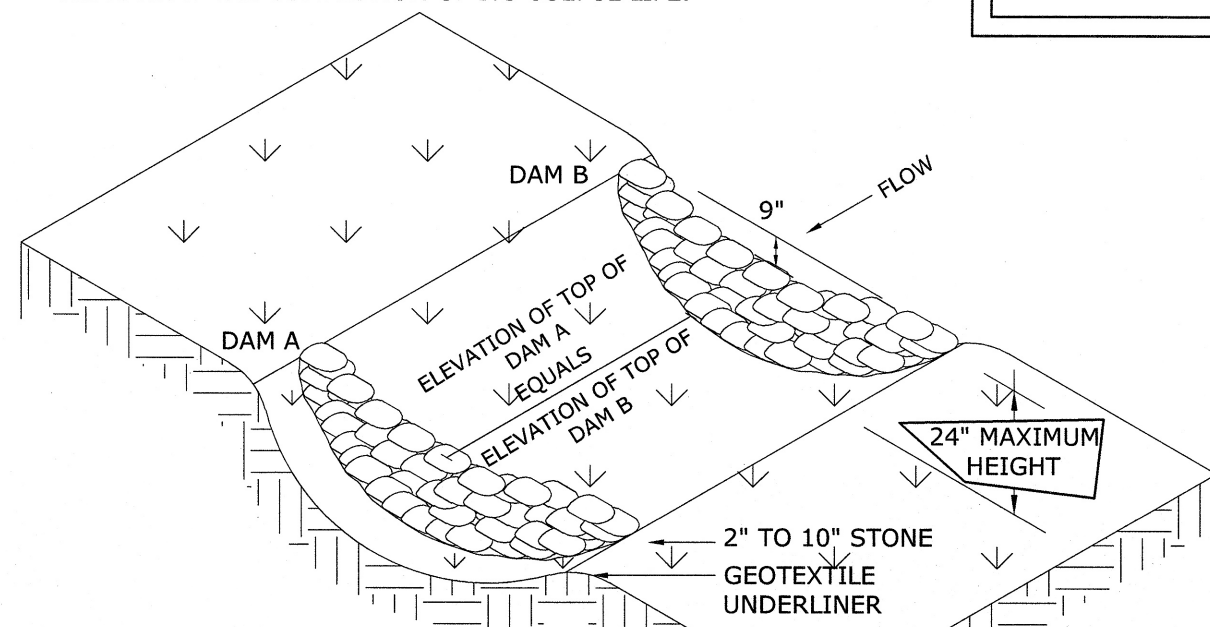 DAM B
FLOW
9"
ELEVATION OF TOP OF
DAM A
EQUALS
ELEVATION OF TOP OF
DAM B
DAM A
24" MAXIMUM
HEIGHT
2" TO 10" STONE
GEOTEXTILE
UNDERLINER